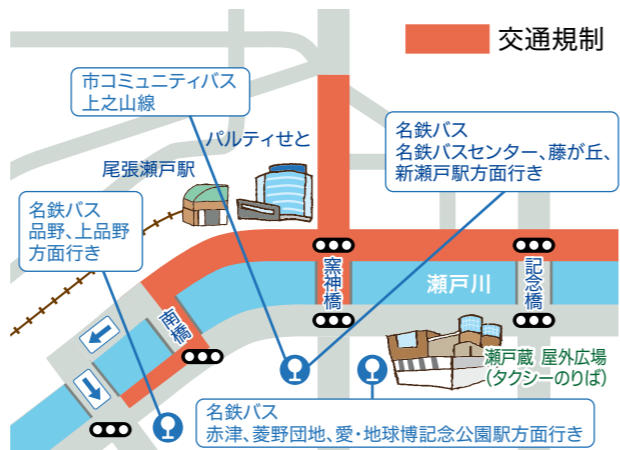 交通規制
市コミュニティバス
上之山線
名鉄バス
名鉄バスセンター、藤が丘、
新瀬戸駅方面行き
パルティせと
尾張瀬戸駅
名鉄バス
品野、上品野
方面行き
窯神橋
瀬戸川
記念橋
南橋
瀬戸蔵 屋外広場
(タクシーのりば)
名鉄バス
赤津、菱野団地、愛・地球博記念公園駅方面行き